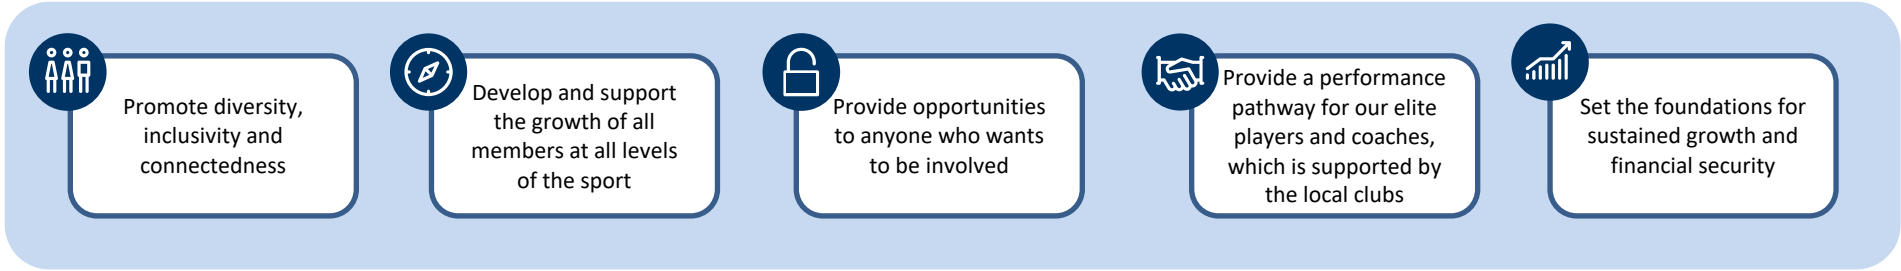 Promote diversity,
inclusivity and
connectedness
Develop and support
the growth of all
members at all levels
of the sport
Provide opportunities
to anyone who wants
to be involved
Provide a performance
pathway for our elite
players and coaches,
which is supported by
the local clubs
Set the foundations for
sustained growth and
financial security